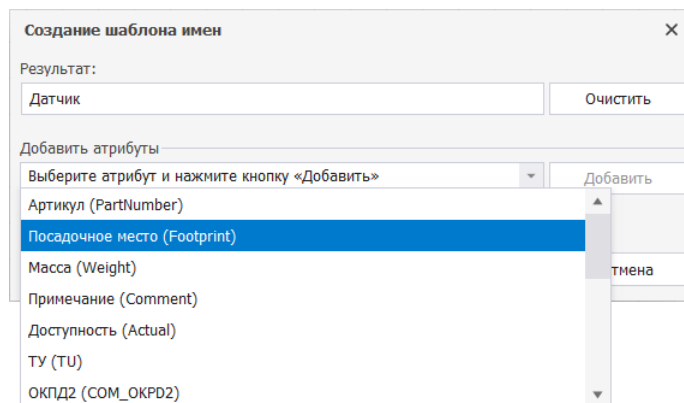 Создание шаблона имен
Результат:
Датчик
Очистить
Добавить атрибуты
Выберите атрибут и нажмите кнопку «Добавить»
Добавить
Артикул (PartNumber)
Посадочное место (Footprint)
Масса (Weight)
тмена
Примечание (Comment)
Доступность (Actual)
ТУ (TU)
ОКПД2 (COM_OKPD2)